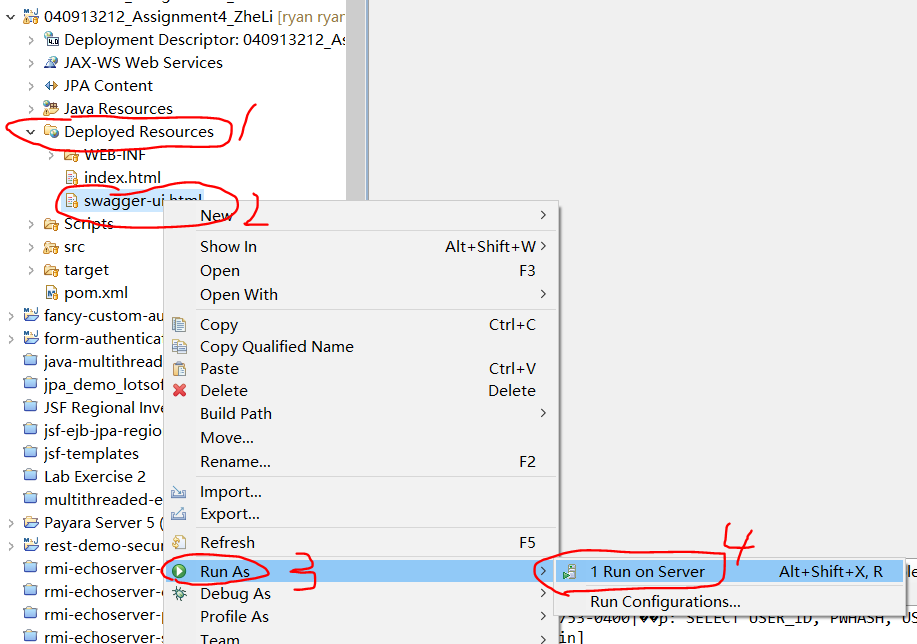 040913212_Assignment4_ZheLi [ryan ryan
Deployment Descriptor: 040913212_As
JAX-WS Web Services
JPA Content
Java Resources
Deployed Resources 1
WEB-INF
index.html
swagger-ui.html 2
New
Scripts
Show In Alt+Shift+W
src
Open F3
target
Open With
pom.xml
fancy-custom-au
Copy Ctrl+C
form-authenticat
Copy Qualified Name
java-multithread
Paste Ctrl+V
jpa_demo_lotsof
Delete Delete
JSF Regional Inve
Build Path
jsf-ejb-jpa-regio
Move...
jsf-templates
Rename... F2
Lab Exercise 2
Import...
multithreaded-e
Export...
Payara Server 5 (
Refresh F5
rest-demo-secur
Run As 3
1 Run on Server Alt+Shift+X, R 4
rmi-echoserver-
Debug As
rmi-echoserver-p
Run Configurations...
Profile As
753-0400|��p: SELECT USER_ID, PWHASH, US
rmi-echoserver-
in]
rmi-echoserver-s
Team